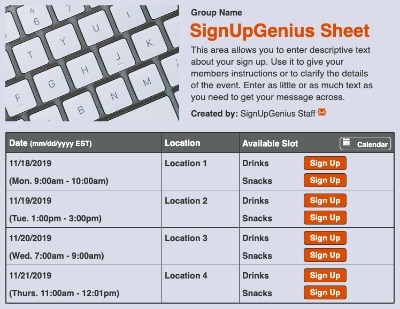 Group Name
SignUpGenius Sheet
This area allows you to enter descriptive text
about your sign up. Use it to give your
members instructions or to clarify the details
of the event. Enter as little or as much text as
you need to get your message across.
Created by: SignUpGenius Staff
Date (mm/dd/yyyy EST) Location Available Slot Calendar
11/18/2019 Location 1 Drinks Sign Up
(Mon. 9:00am - 10:00am) Snacks Sign Up
11/19/2019 Location 2 Drinks Sign Up
(Tue. 1:00pm - 3:00pm) Snacks Sign Up
11/20/2019 Location 3 Drinks Sign Up
(Wed. 7:00am - 9:00am) Snacks Sign Up
11/21/2019 Location 4 Drinks Sign Up
(Thurs. 11:00am - 12:01pm) Snacks Sign Up